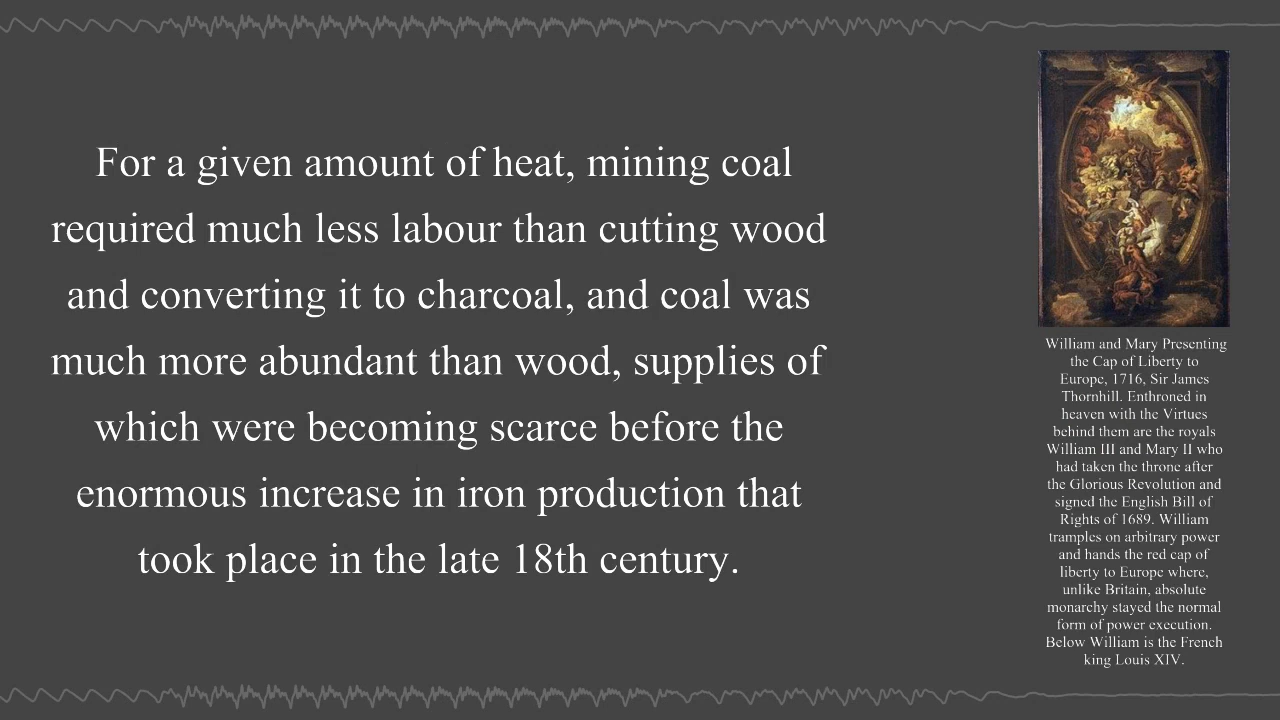 For a given amount of heat, mining coal
required much less labour than cutting wood
and converting it to charcoal, and coal was
much more abundant than wood, supplies of
which were becoming scarce before the
enormous increase in iron production that
took place in the late 18th century.
William and Mary Presenting
the Cap of Liberty to
Europe, 1716, Sir James
Thornhill. Enthroned in
heaven with the Virtues
behind them are the royals
William III and Mary II who
had taken the throne after
the Glorious Revolution and
signed the English Bill of
Rights of 1689. William
tramples on arbitrary power
and hands the red cap of
liberty to Europe where,
unlike Britain, absolute
monarchy stayed the normal
form of power execution.
Below William is the French
king Louis XIV.